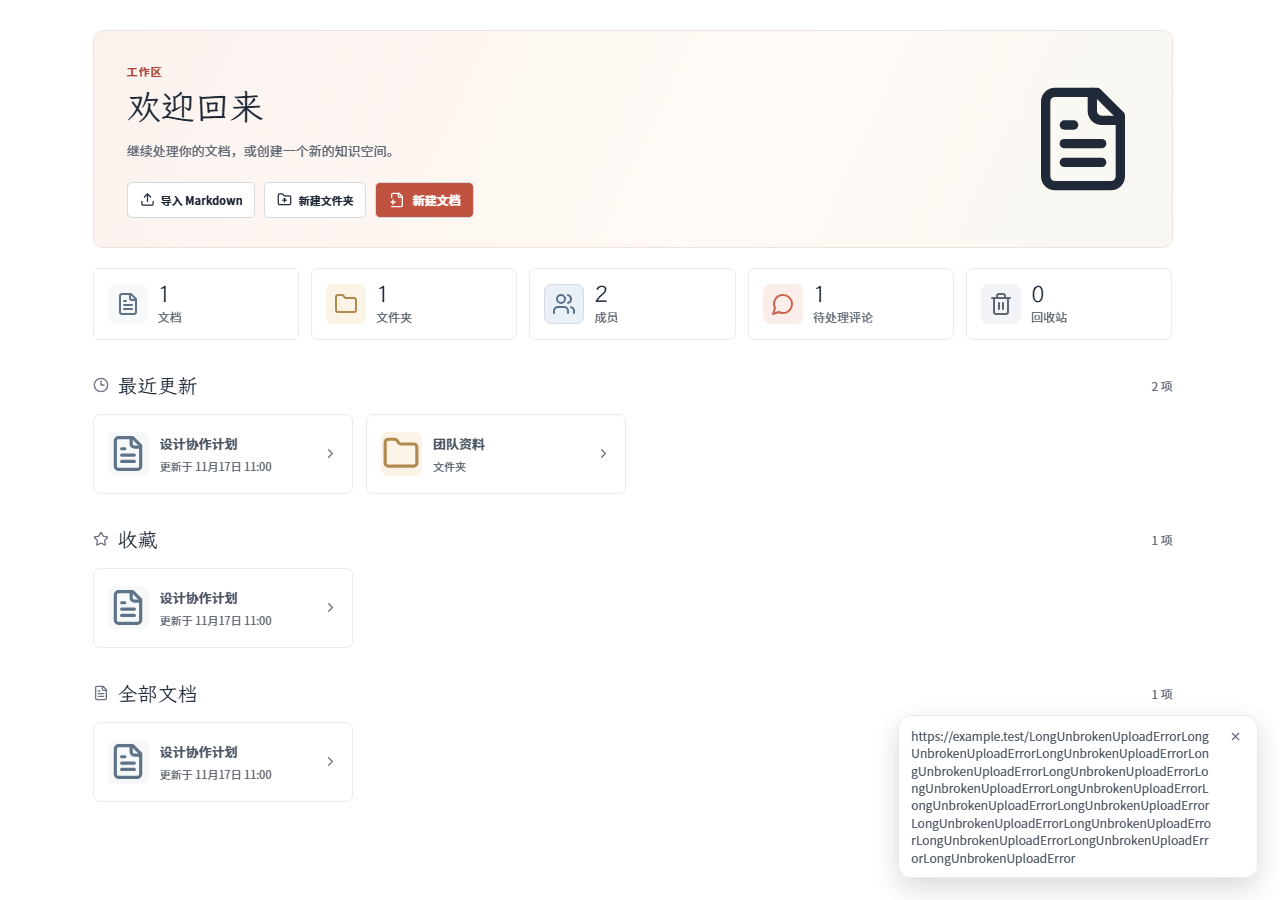 工作区
欢迎回来
继续处理你的文档，或创建一个新的知识空间。
导入 Markdown
新建文件夹
新建文档
1
文档
1
文件夹
2
成员
1
待处理评论
0
回收站
最近更新
2 项
设计协作计划
更新于 11月17日 11:00
团队资料
文件夹
收藏
1 项
设计协作计划
更新于 11月17日 11:00
全部文档
1 项
设计协作计划
更新于 11月17日 11:00
https://example.test/LongUnbrokenUploadErrorLong
UnbrokenUploadErrorLongUnbrokenUploadErrorLon
gUnbrokenUploadErrorLongUnbrokenUploadErrorLo
ngUnbrokenUploadErrorLongUnbrokenUploadErrorL
ongUnbrokenUploadErrorLongUnbrokenUploadError
LongUnbrokenUploadErrorLongUnbrokenUploadErro
rLongUnbrokenUploadErrorLongUnbrokenUploadErr
orLongUnbrokenUploadError